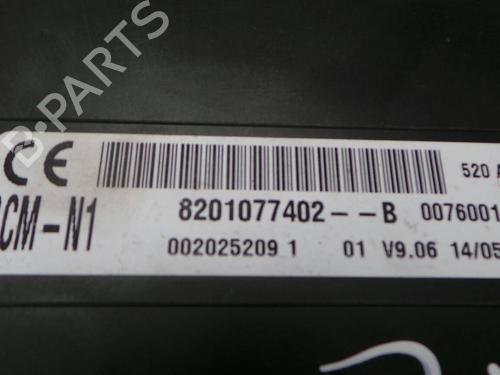 B-PARTS
CE 520 A
CM-N1 8201077402--B 0076001
002025209 1 01 V9.06 14/05